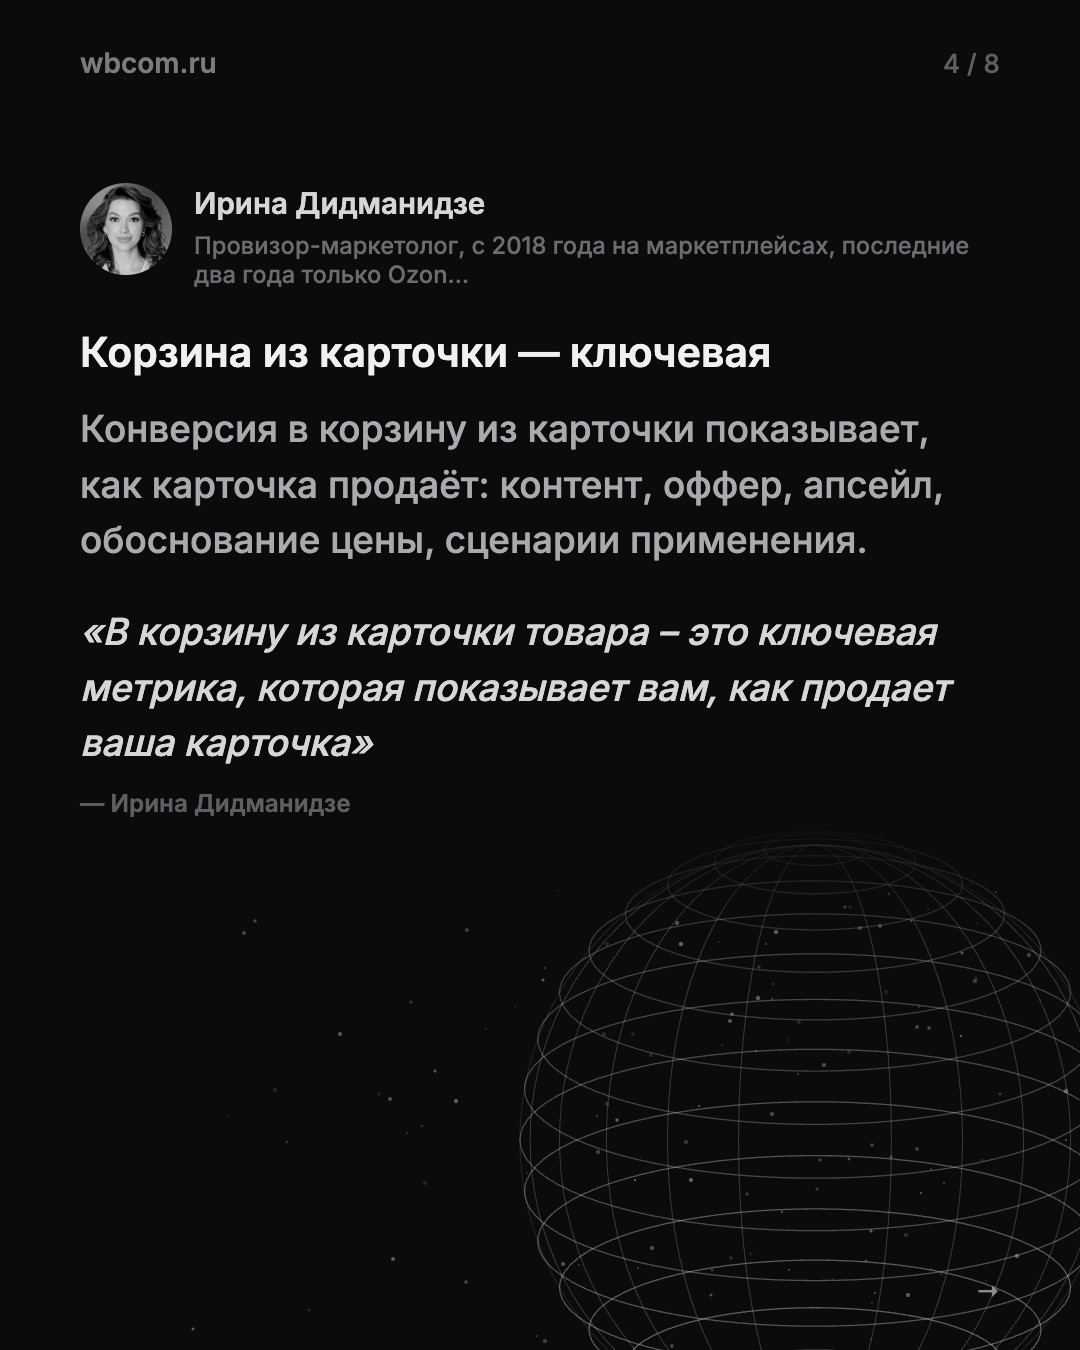 wbcom.ru
4 / 8
Ирина Дидманидзе
Провизор-маркетолог, с 2018 года на маркетплейсах, последние
два года только Ozon...
Корзина из карточки — ключевая
Конверсия в корзину из карточки показывает,
как карточка продаёт: контент, оффер, апсейл,
обоснование цены, сценарии применения.
«В корзину из карточки товара – это ключевая
метрика, которая показывает вам, как продает
ваша карточка»
— Ирина Дидманидзе
→